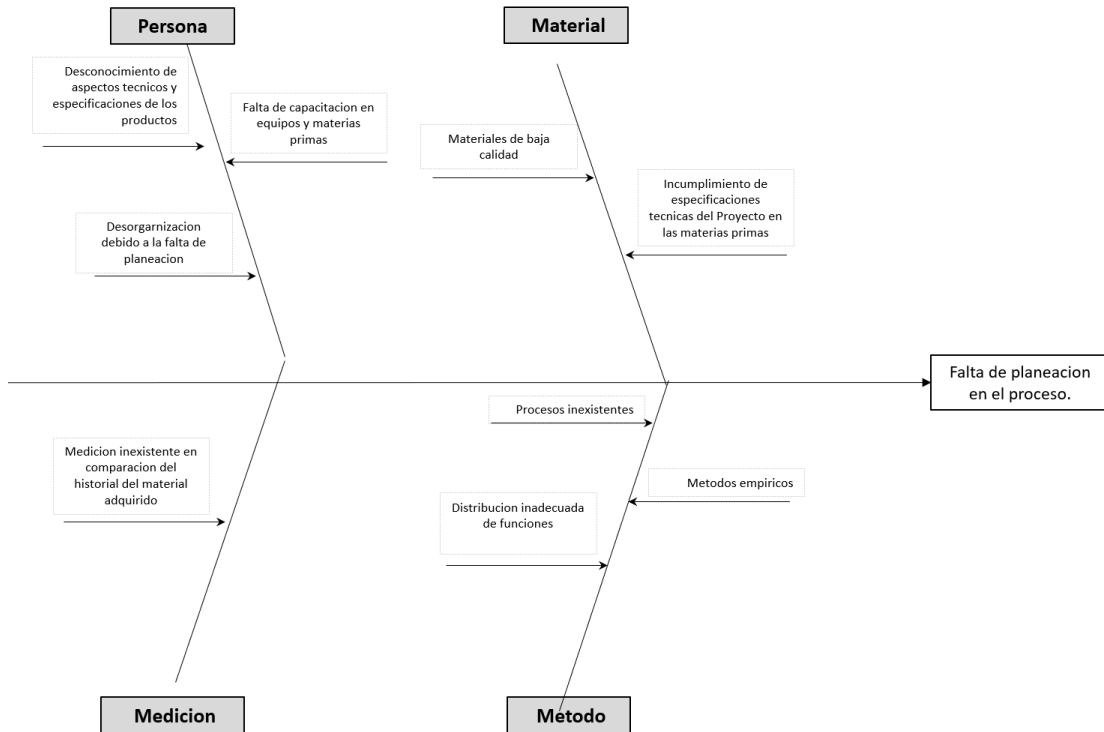 Persona
Material
Desconocimiento de
aspectos tecnicos y
especificaciones de los
productos
Falta de capacitacion en
equipos y materias
primas
Desorgarnizacion
debido a la falta de
planeacion
Materiales de baja
calidad
Incumplimiento de
especificaciones
tecnicas del Proyecto en
las materias primas
Falta de planeacion
en el proceso.
Medicion inexistente en
comparacion del
historial del material
adquirido
Procesos inexistentes
Metodos empiricos
Distribucion inadecuada
de funciones
Medicion
Metodo